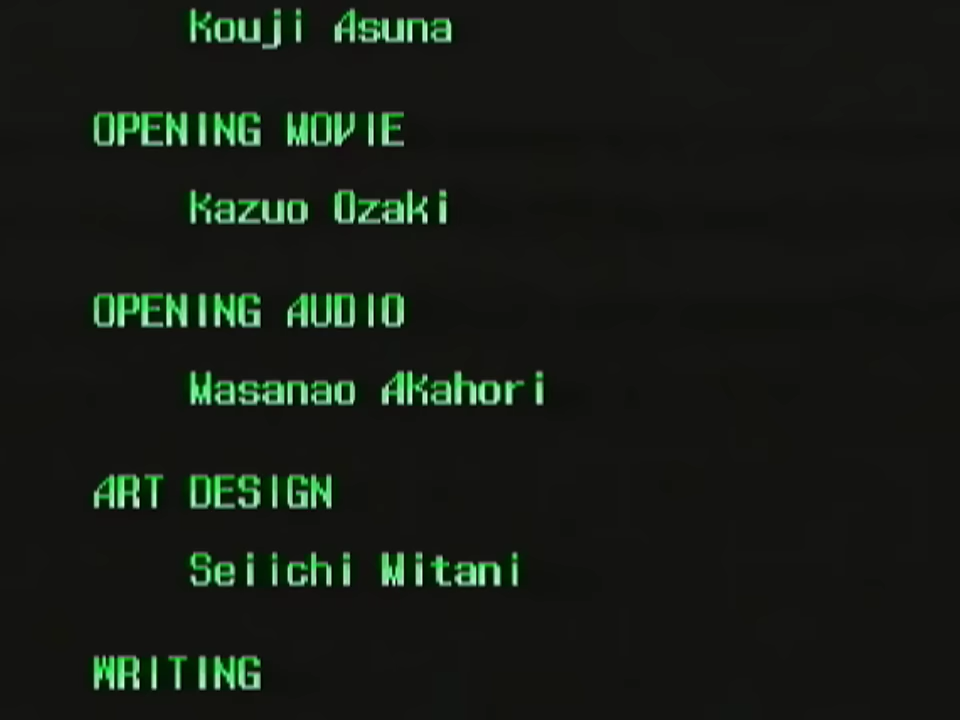 Kouji Asuna
OPENING MOVIE
Kazuo Ozaki
OPENING AUDIO
Masanao AKahori
ART DESIGN
Seiichi Mitani
WRITING